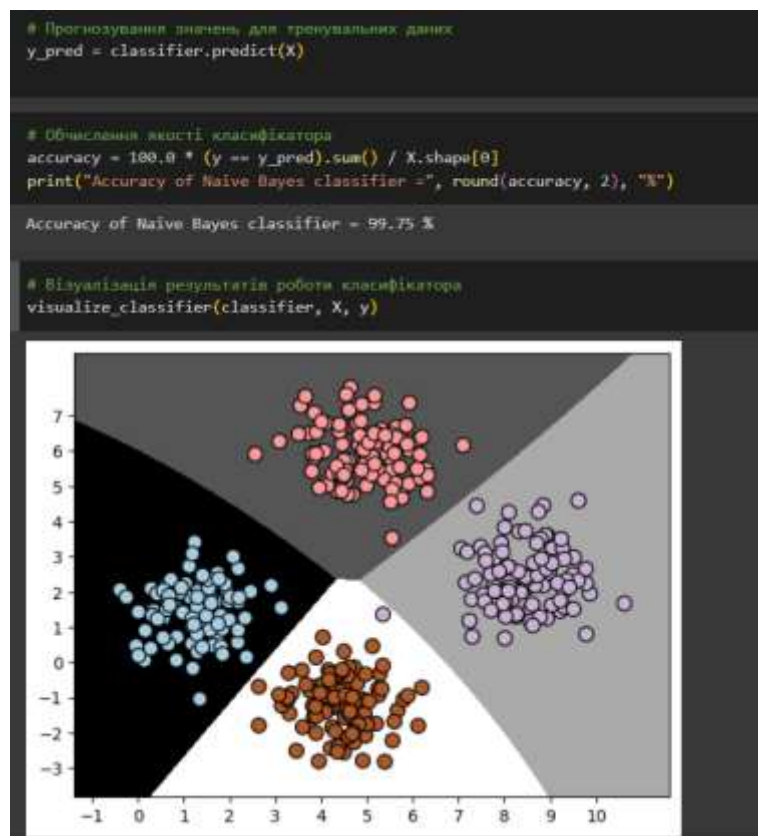 # Прогнозування значень для тренувальних даних
y_pred = classifier.predict(X)
# Обчислення якості класифікатора
accuracy = 100.0 * (y == y_pred).sum() / X.shape[0]
print("Accuracy of Naive Bayes classifier =", round(accuracy, 2), "%")
Accuracy of Naive Bayes classifier = 99.75 %
# Візуалізація результатів роботи класифікатора
visualize_classifier(classifier, X, y)
7
6
5
4
3
2
1
0
−1
−2
−3
−1 0 1 2 3 4 5 6 7 8 9 10